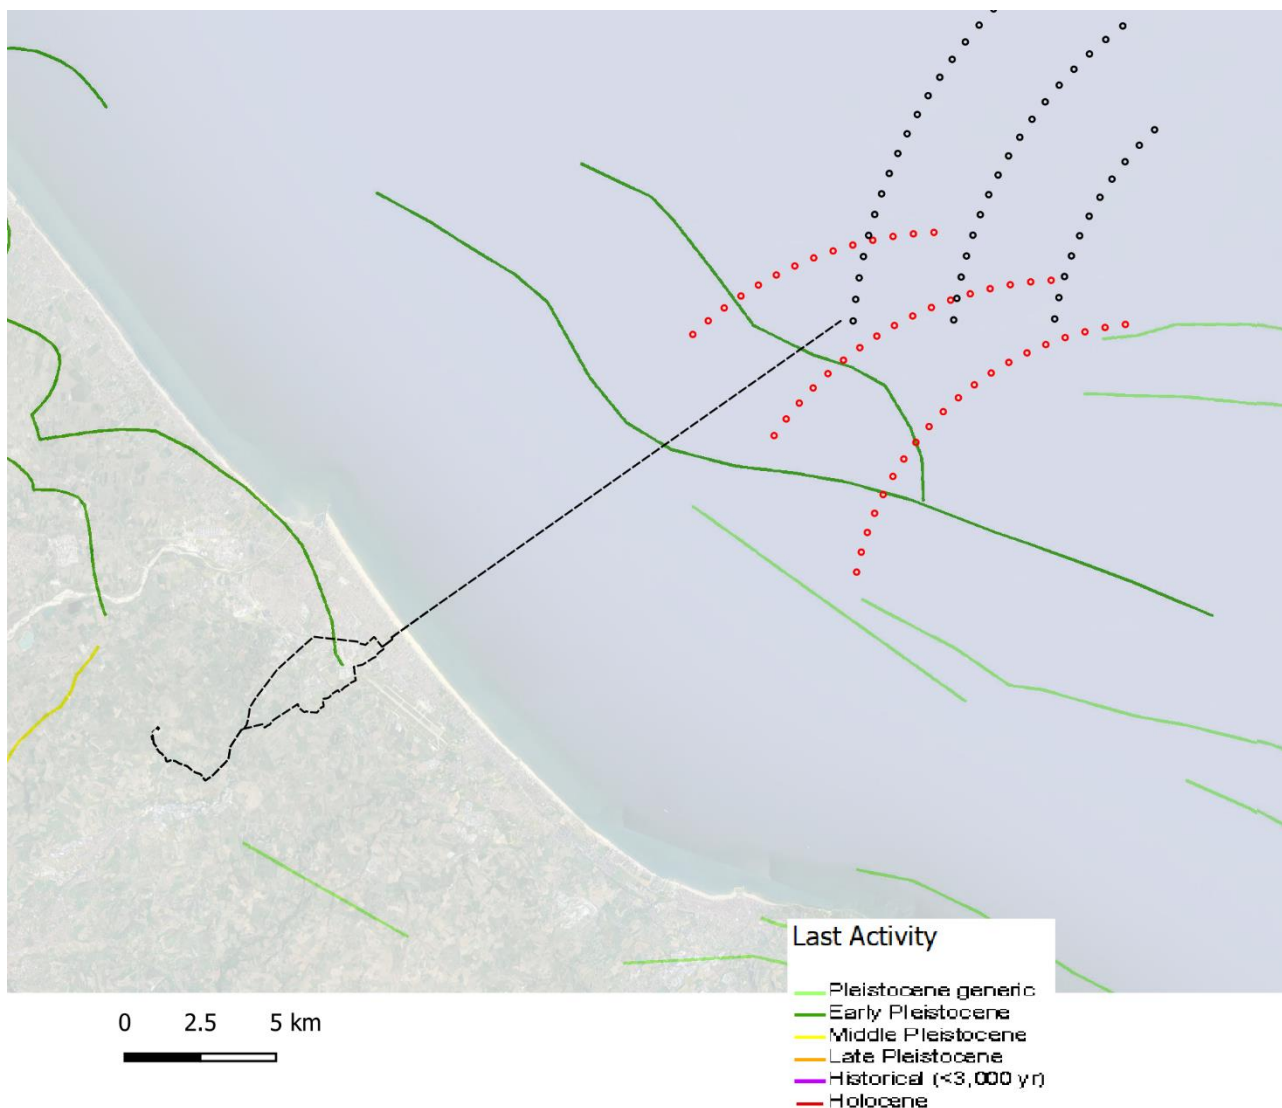 Last Activity
Pleistocene generic
Early Pleistocene
Middle Pleistocene
Late Pleistocene
Historical (<3,000 yr)
Holocene
0 2.5 5 km